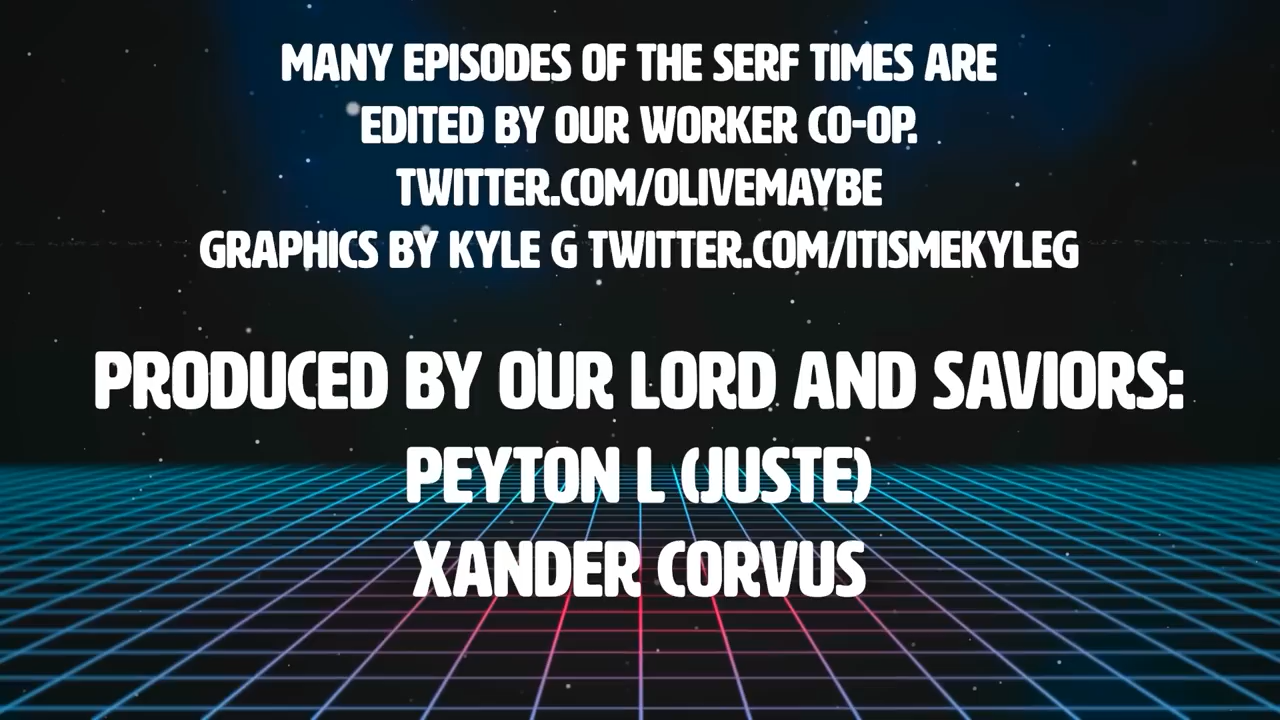 MANY EPISODES OF THE SERF TIMES ARE
EDITED BY OUR WORKER CO-OP.
TWITTER.COM/OLIVEMAYBE
GRAPHICS BY KYLE G TWITTER.COM/ITISMEKYLEG
PRODUCED BY OUR LORD AND SAVIORS:
PEYTON L (JUSTE)
XANDER CORVUS